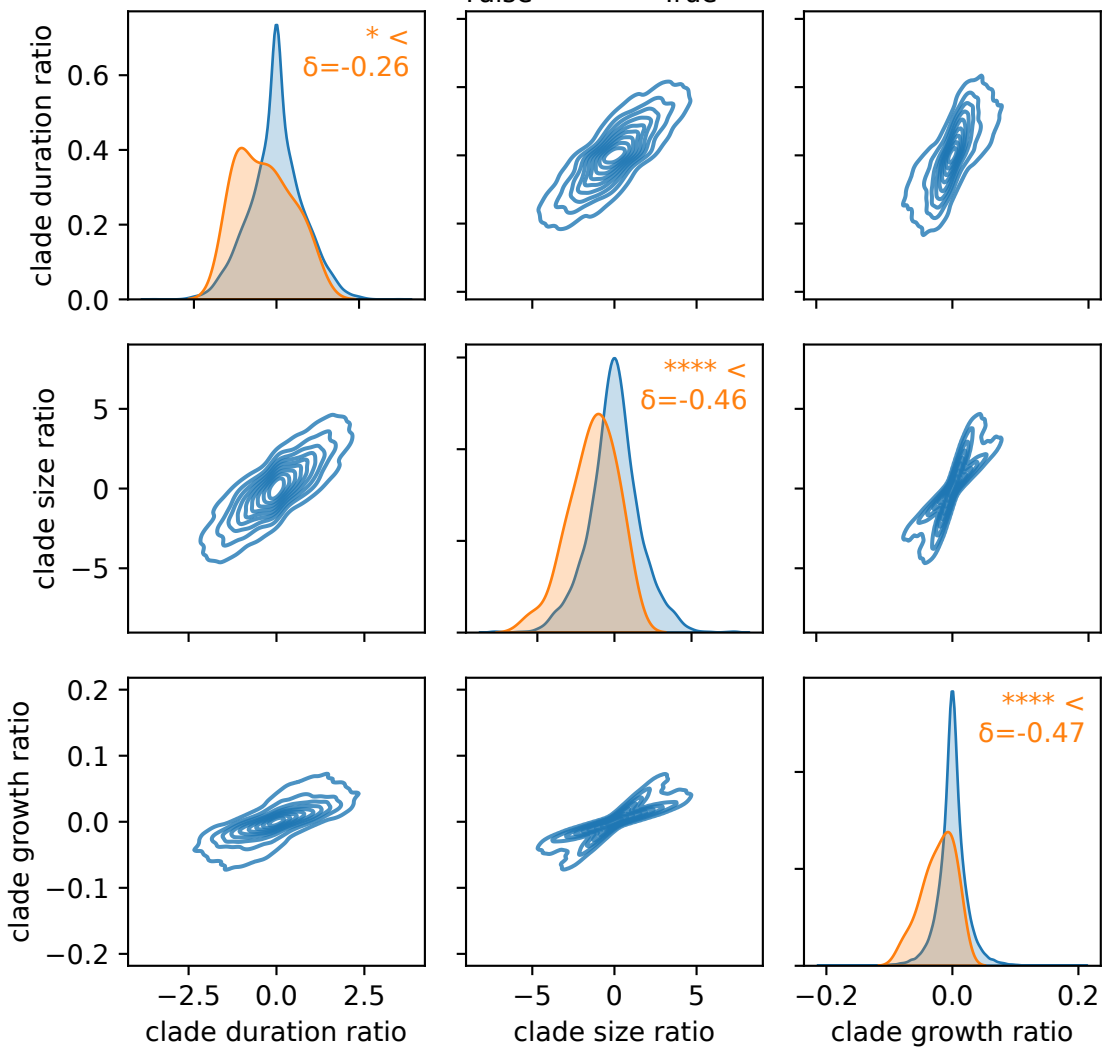 clade duration ratio
0.6
0.4
0.2
0.0
* <
δ=-0.26
clade size ratio
5
0
−5
**** <
δ=-0.46
clade growth ratio
0.2
0.1
0.0
−0.1
−0.2
**** <
δ=-0.47
−2.5 0.0 2.5
−5 0 5
−0.2 0.0 0.2
clade duration ratio
clade size ratio
clade growth ratio